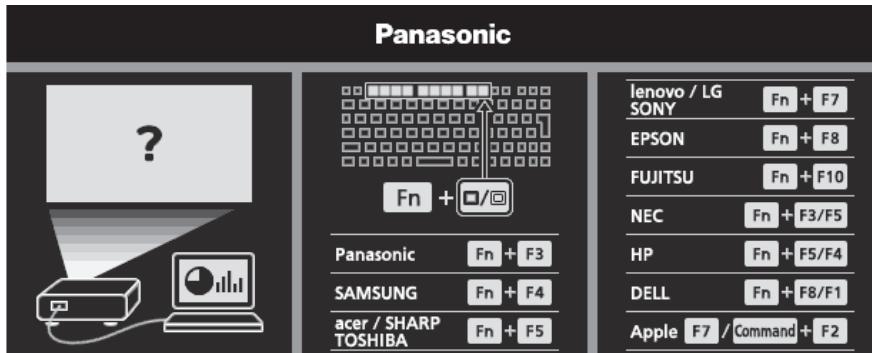 Panasonic
?
Fn + □/回
Panasonic Fn + F3
SAMSUNG Fn + F4
acer / SHARP
TOSHIBA Fn + F5
lenovo / LG
SONY Fn + F7
EPSON Fn + F8
FUJITSU Fn + F10
NEC Fn + F3/F5
HP Fn + F5/F4
DELL Fn + F8/F1
Apple F7 / Command + F2